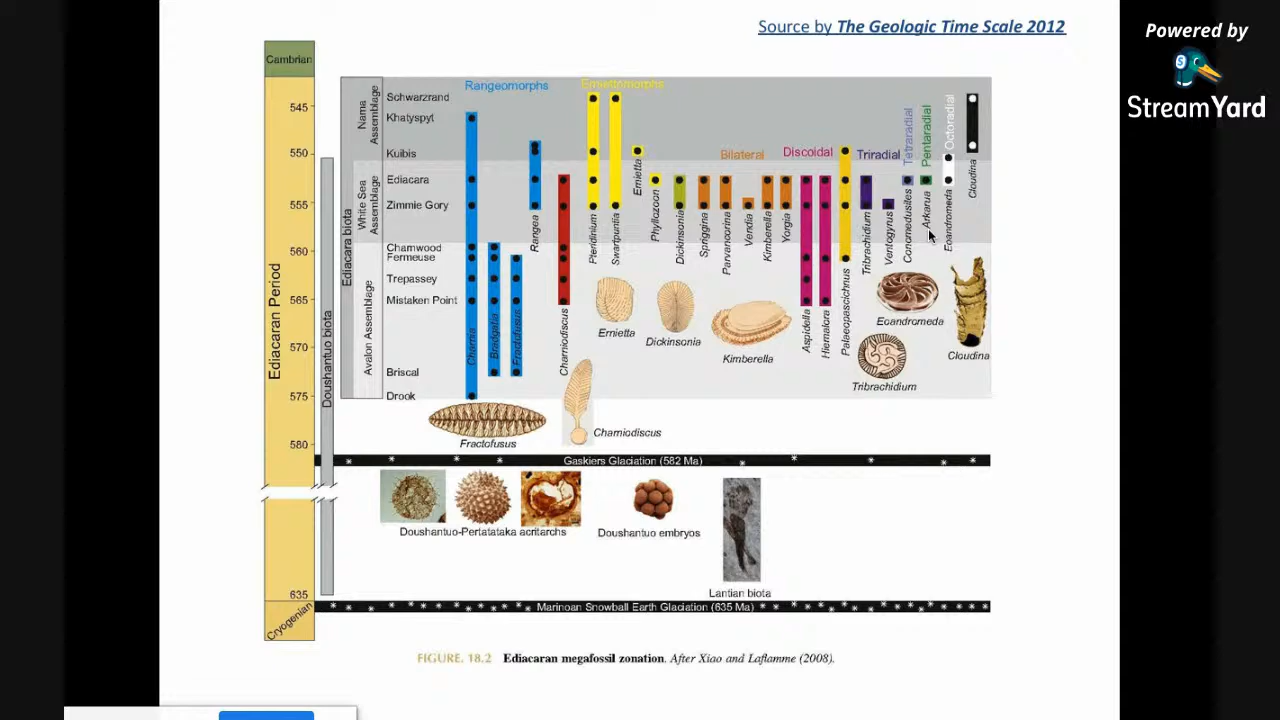 Source by The Geologic Time Scale 2012
Powered by
StreamYard
Cambrian
545
550
555
560
565
570
575
580
635
Ediacaran Period
Cryogenian
Doushantuo biota
Ediacara biota
Nama
Assemblage
White Sea
Assemblage
Avalon Assemblage
Schwarzrand
Khatyspyt
Kuibis
Ediacara
Zimmie Gory
Charnwood
Fermeuse
Trepassey
Mistaken Point
Briscal
Drook
Rangeomorphs
Erniettomorphs
Bilateral
Discoidal
Triradial
Tetraradial
Pentaradial
Octoradial
Charnia
Bradgatia
Fractofusus
Rangea
Charniodiscus
Pteridinium
Swartpuntia
Ernietta
Phyllozoon
Dickinsonia
Spriggina
Parvancorina
Vendia
Kimberella
Yorgia
Aspidella
Hiemalora
Palaeopascichnus
Tribrachidium
Ventogyrus
Conomedusites
Arkarua
Eoandromeda
Cloudina
Ernietta
Dickinsonia
Kimberella
Eoandromeda
Tribrachidium
Cloudina
Fractofusus
Charniodiscus
Gaskiers Glaciation (582 Ma)
Doushantuo-Pertatataka acritarchs
Doushantuo embryos
Lantian biota
Marinoan Snowball Earth Glaciation (635 Ma)
FIGURE. 18.2 Ediacaran megafossil zonation. After Xiao and Laflamme (2008).